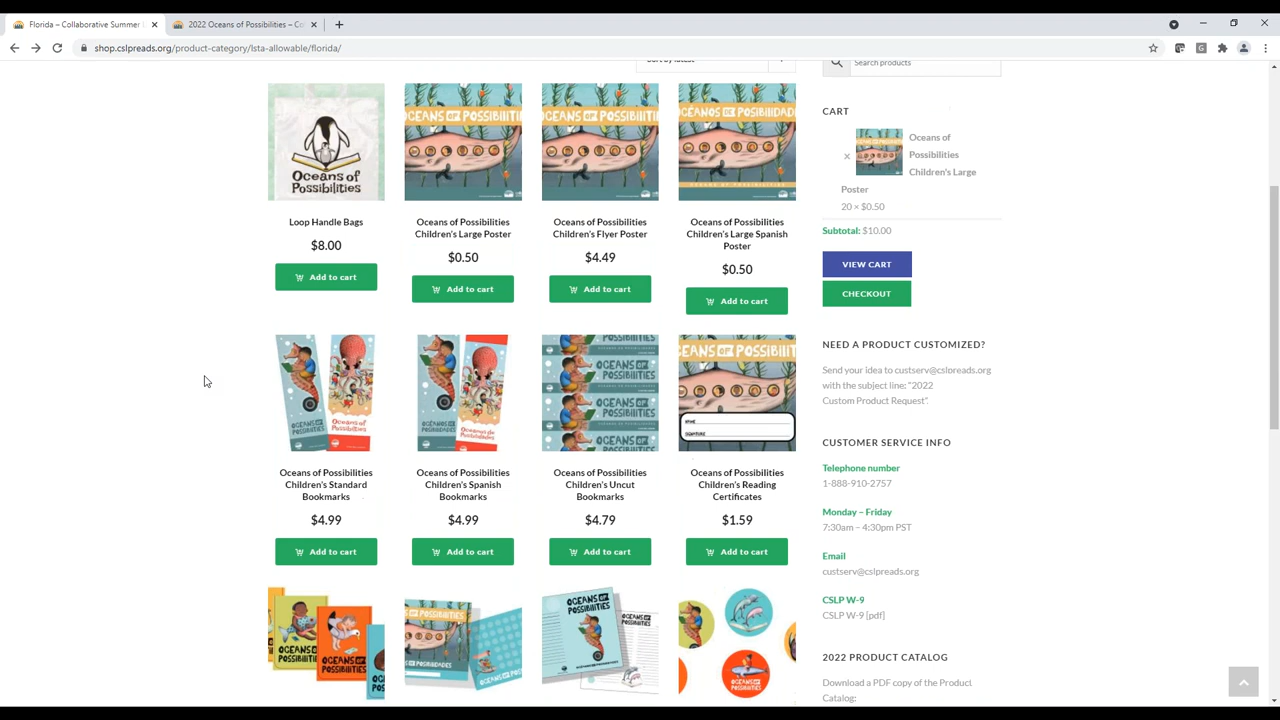 Florida – Collaborative Summer
2022 Oceans of Possibilities – Co
shop.cslpreads.org/product-category/lsta-allowable/florida/
Search products
Oceans of
Possibilities
Loop Handle Bags
$8.00
Add to cart
Oceans of Possibilities
Children's Large Poster
$0.50
Add to cart
Oceans of Possibilities
Children's Flyer Poster
$4.49
Add to cart
Oceans of Possibilities
Children's Large Spanish
Poster
$0.50
Add to cart
Oceans of Possibilities
Children's Standard
Bookmarks
$4.99
Add to cart
Oceans of Possibilities
Children's Spanish
Bookmarks
$4.99
Add to cart
Oceans of Possibilities
Children's Uncut
Bookmarks
$4.79
Add to cart
Oceans of Possibilities
Children's Reading
Certificates
$1.59
Add to cart
CART
Oceans of
Possibilities
Children's Large
Poster
20 × $0.50
Subtotal: $10.00
VIEW CART
CHECKOUT
NEED A PRODUCT CUSTOMIZED?
Send your idea to custserv@cslpreads.org
with the subject line: "2022
Custom Product Request".
CUSTOMER SERVICE INFO
Telephone number
1-888-910-2757
Monday – Friday
7:30am – 4:30pm PST
Email
custserv@cslpreads.org
CSLP W-9
CSLP W-9 [pdf]
2022 PRODUCT CATALOG
Download a PDF copy of the Product
Catalog: